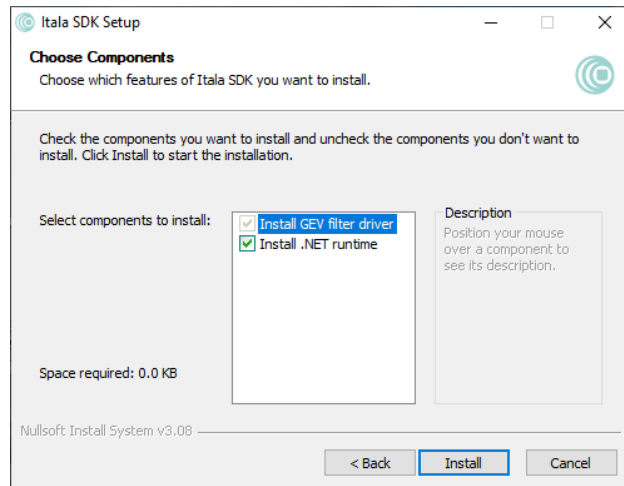 Itala SDK Setup
Choose Components
Choose which features of Itala SDK you want to install.
Check the components you want to install and uncheck the components you don't want to
install. Click Install to start the installation.
Select components to install:
Install GEV filter driver
Install .NET runtime
Description
Position your mouse
over a component to
see its description.
Space required: 0.0 KB
Nullsoft Install System v3.08
< Back
Install
Cancel